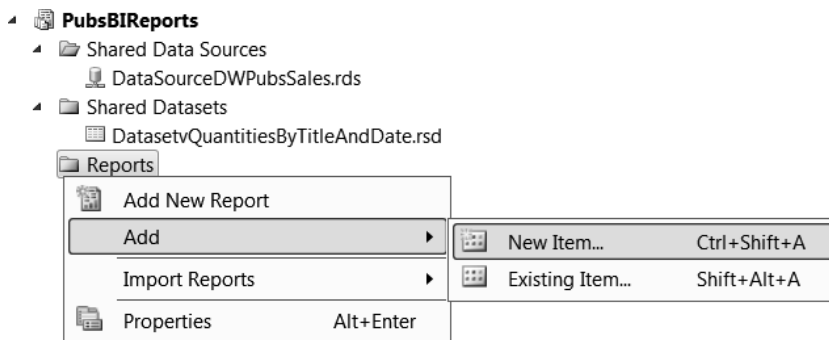 PubsBIReports
Shared Data Sources
DataSourceDWPubsSales.rds
Shared Datasets
DatasetvQuantitiesByTitleAndDate.rsd
Reports
Add New Report
Add
New Item... Ctrl+Shift+A
Import Reports
Existing Item... Shift+Alt+A
Properties Alt+Enter